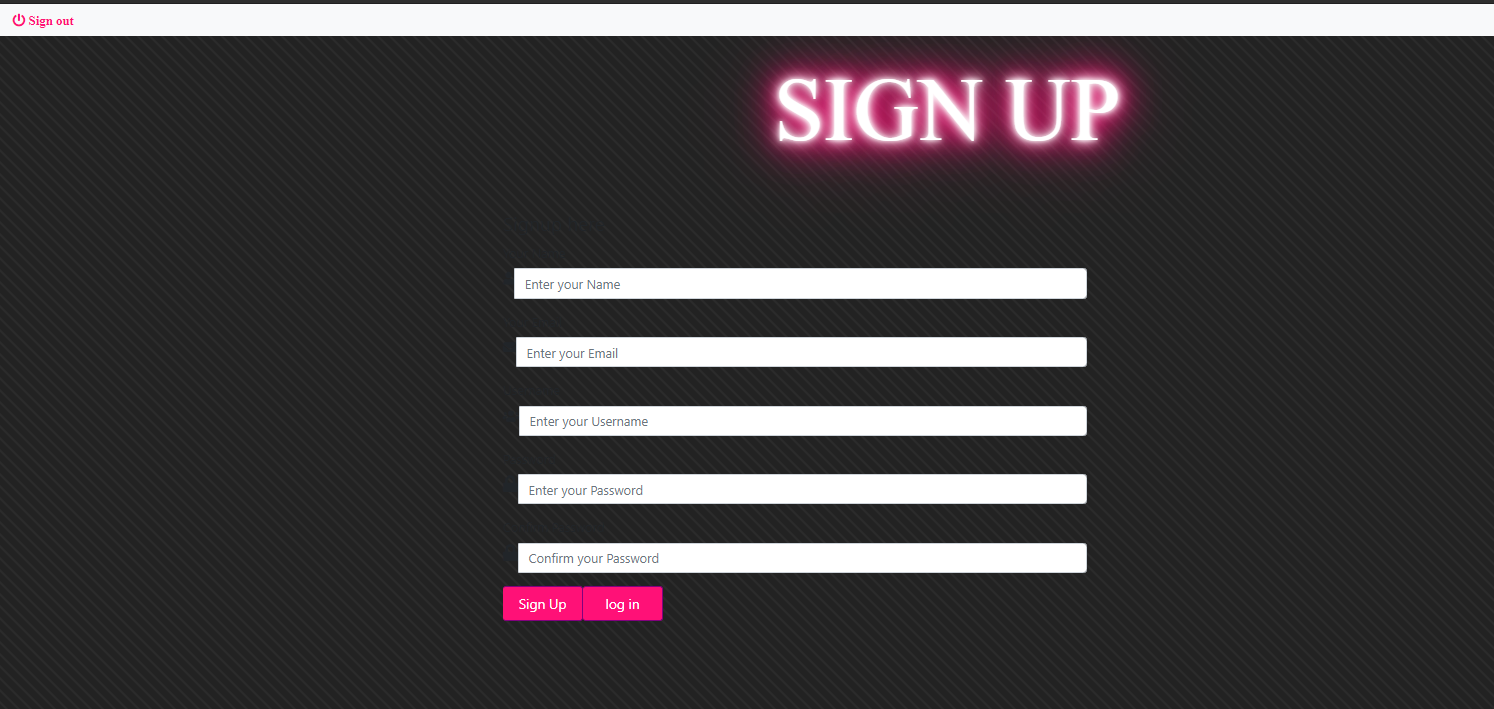 Sign out
SIGN UP
Enter your Name
Enter your Email
Enter your Username
Enter your Password
Confirm your Password
Sign Up log in